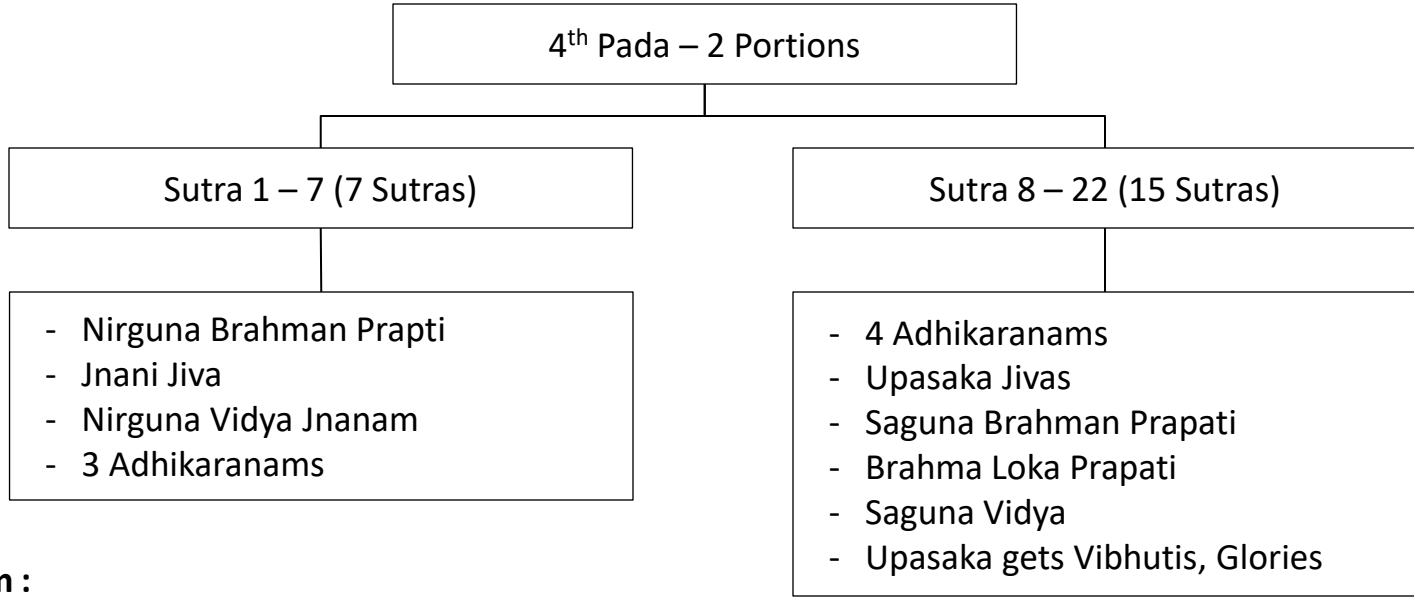 4th Pada – 2 Portions
Sutra 1 – 7 (7 Sutras)
Sutra 8 – 22 (15 Sutras)
- Nirguna Brahman Prapti
- Jnani Jiva
- Nirguna Vidya Jnanam
- 3 Adhikaranams
- 4 Adhikaranams
- Upasaka Jivas
- Saguna Brahman Prapati
- Brahma Loka Prapati
- Saguna Vidya
- Upasaka gets Vibhutis, Glories